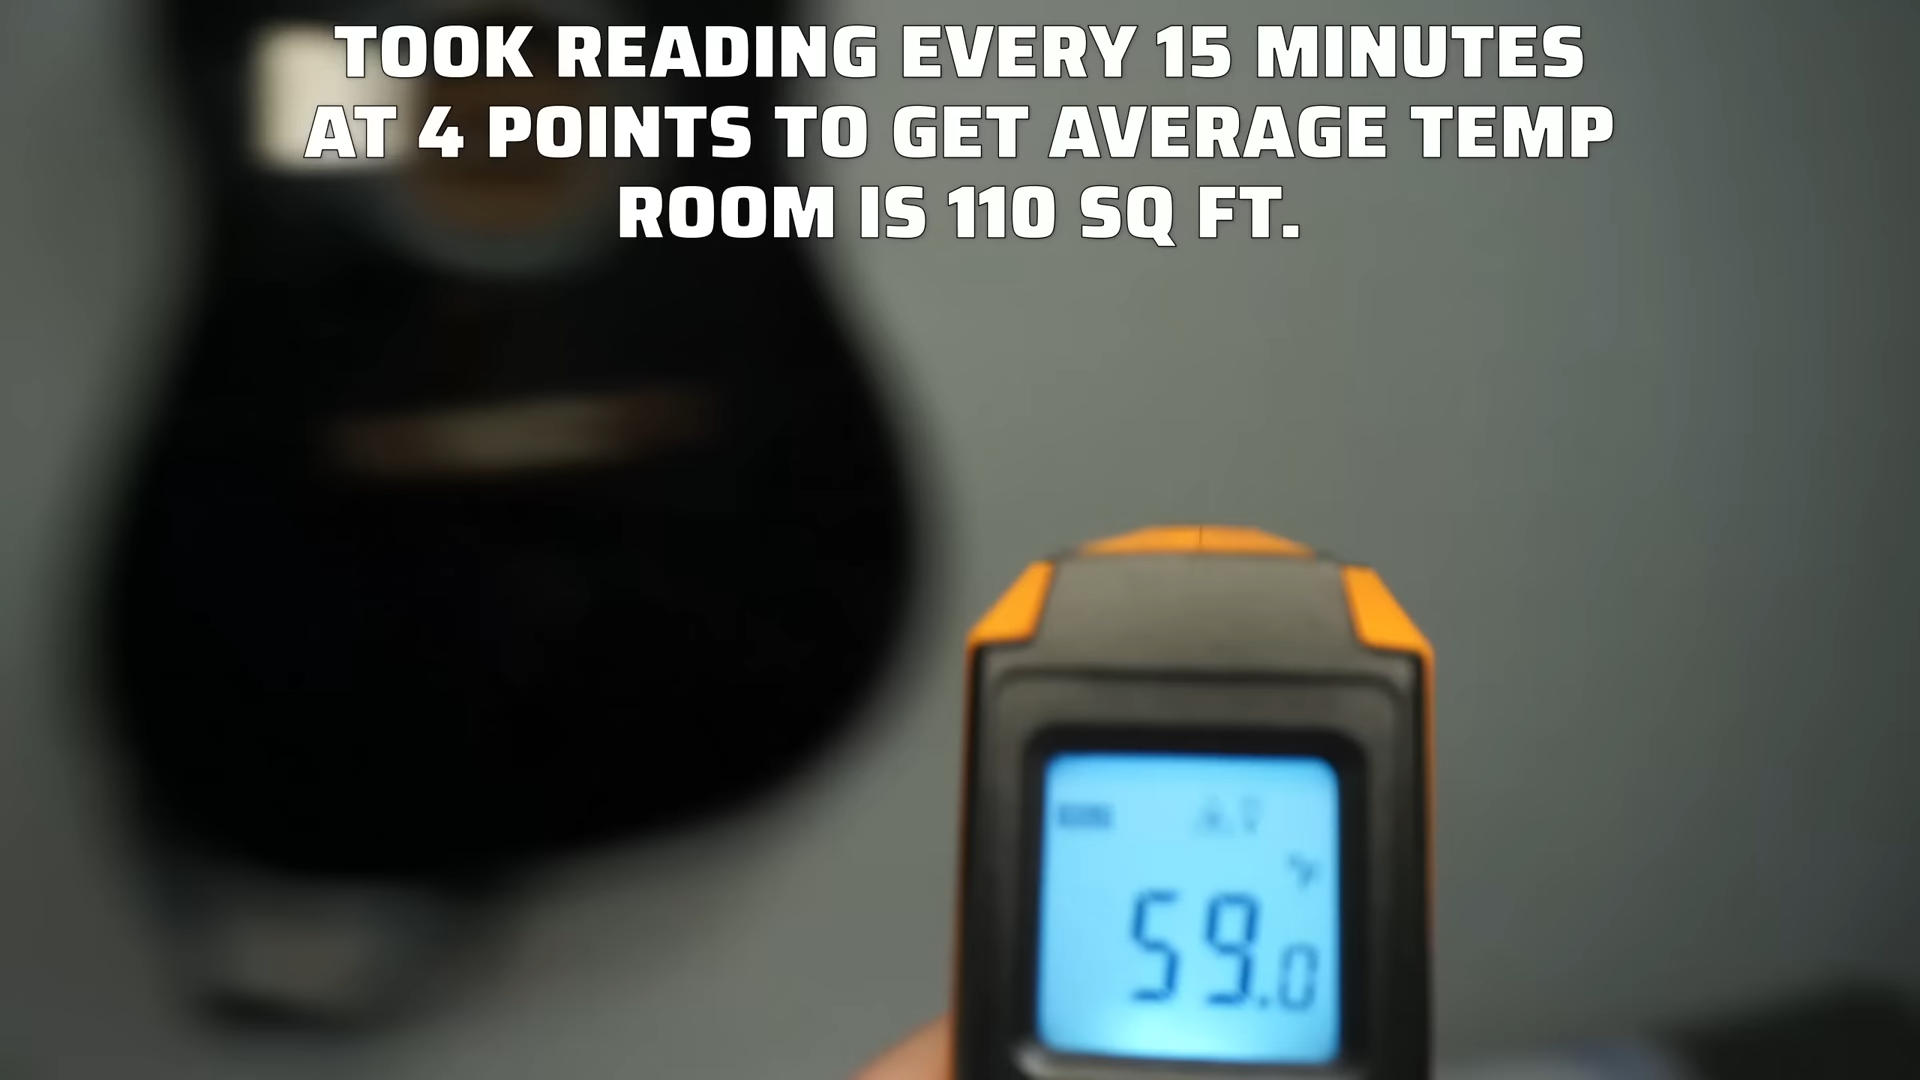 TOOK READING EVERY 15 MINUTES
AT 4 POINTS TO GET AVERAGE TEMP
ROOM IS 110 SQ FT.
°F
59.0